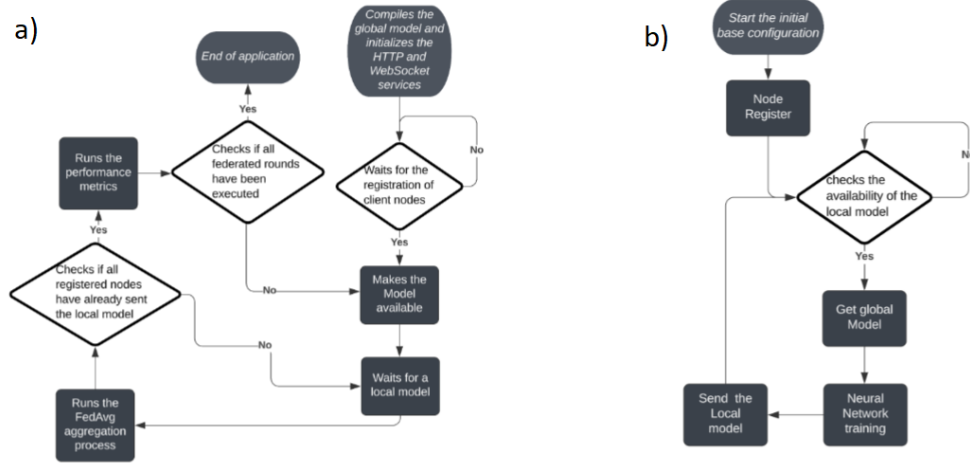 a)
Compiles the
global model and
initializes the
HTTP and
WebSocket
services
End of application
Yes
No
Runs the
performance
metrics
Checks if all
federated rounds
have been
executed
Waits for the
registration of
client nodes
Yes
Yes
Checks if all
registered nodes
have already sent
the local model
No
Makes the
Model
available
No
Waits for a
local model
Runs the
FedAvg
aggregation
process
b)
Start the initial
base configuration
Node
Register
checks the
availability of the
local model
Yes
Get global
Model
Send the
Local
model
Neural
Network
training